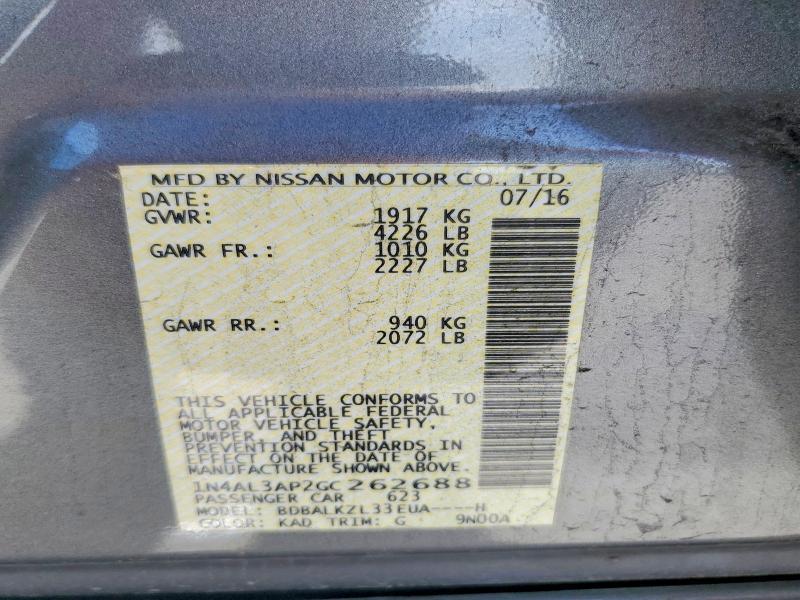 MFD BY NISSAN MOTOR CO., LTD.
DATE: 07/16
GVWR: 1917 KG
4226 LB
GAWR FR.: 1010 KG
2227 LB
GAWR RR.: 940 KG
2072 LB
THIS VEHICLE CONFORMS TO
ALL APPLICABLE FEDERAL
MOTOR VEHICLE SAFETY,
BUMPER, AND THEFT
PREVENTION STANDARDS IN
EFFECT ON THE DATE OF
MANUFACTURE SHOWN ABOVE.
1N4AL3AP2GC262688
PASSENGER CAR 623
MODEL: BDBALKZL33EUA----H
COLOR: KAD TRIM: G 9N00A